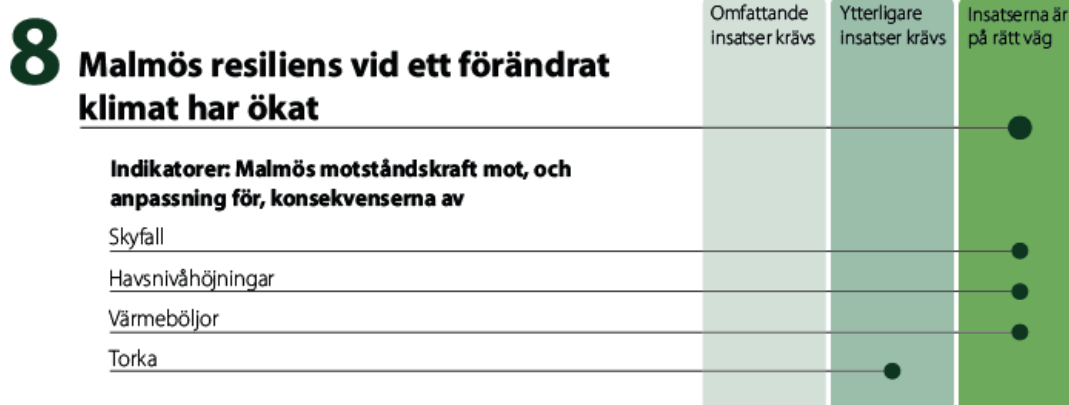 8
Malmös resiliens vid ett förändrat
klimat har ökat
Omfattande
insatser krävs
Ytterligare
insatser krävs
Insatserna är
på rätt väg
Indikatorer: Malmös motståndskraft mot, och
anpassning för, konsekvenserna av
Skyfall
Havsnivåhöjningar
Värmeböljor
Torka